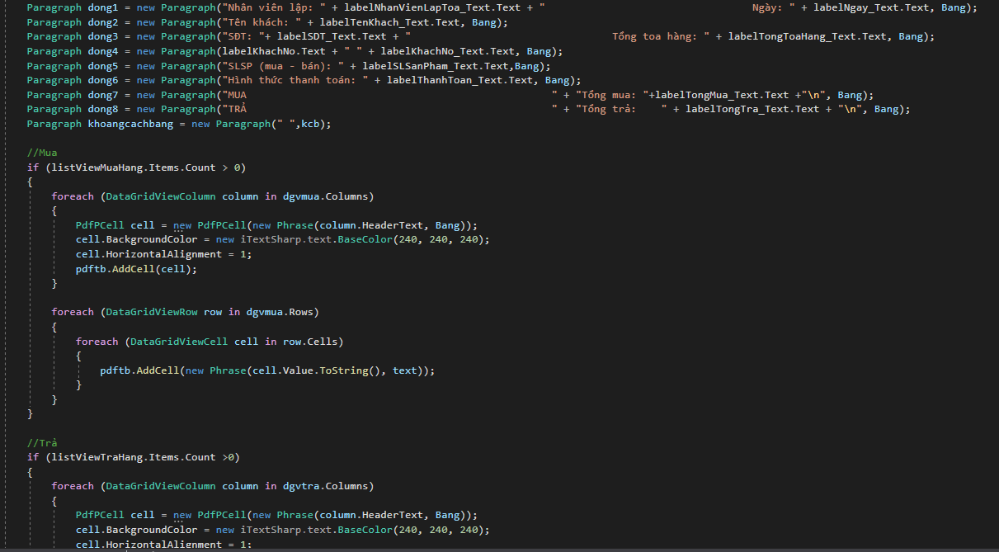 Paragraph dong1 = new Paragraph("Nhân viên lập: " + labelNhanVienLapToa_Text.Text + "                                  Ngày: " + labelNgay_Text.Text, Bang);
Paragraph dong2 = new Paragraph("Tên khách: " + labelTenKhach_Text.Text, Bang);
Paragraph dong3 = new Paragraph("SĐT: "+ labelSDT_Text.Text + "                                 Tổng toa hàng: " + labelTongToaHang_Text.Text, Bang);
Paragraph dong4 = new Paragraph(labelKhachNo.Text + " " + labelKhachNo_Text.Text, Bang);
Paragraph dong5 = new Paragraph("SLSP (mua - bán): " + labelSLSanPham_Text.Text,Bang);
Paragraph dong6 = new Paragraph("Hình thức thanh toán: " + labelThanhToan_Text.Text, Bang);
Paragraph dong7 = new Paragraph("MUA                                                  " + "Tổng mua: "+labelTongMua_Text.Text +"\n", Bang);
Paragraph dong8 = new Paragraph("TRẢ                                                  " + "Tổng trả:    " + labelTongTra_Text.Text + "\n", Bang);
Paragraph khoangcachbang = new Paragraph(" ",kcb);
//Mua
if (listViewMuaHang.Items.Count > 0)
{
foreach (DataGridViewColumn column in dgvmua.Columns)
{
PdfPCell cell = new PdfPCell(new Phrase(column.HeaderText, Bang));
cell.BackgroundColor = new iTextSharp.text.BaseColor(240, 240, 240);
cell.HorizontalAlignment = 1;
pdftb.AddCell(cell);
}
foreach (DataGridViewRow row in dgvmua.Rows)
{
foreach (DataGridViewCell cell in row.Cells)
{
pdftb.AddCell(new Phrase(cell.Value.ToString(), text));
}
}
}
//Trả
if (listViewTraHang.Items.Count >0)
{
foreach (DataGridViewColumn column in dgvtra.Columns)
{
PdfPCell cell = new PdfPCell(new Phrase(column.HeaderText, Bang));
cell.BackgroundColor = new iTextSharp.text.BaseColor(240, 240, 240);
cell.HorizontalAlignment = 1;